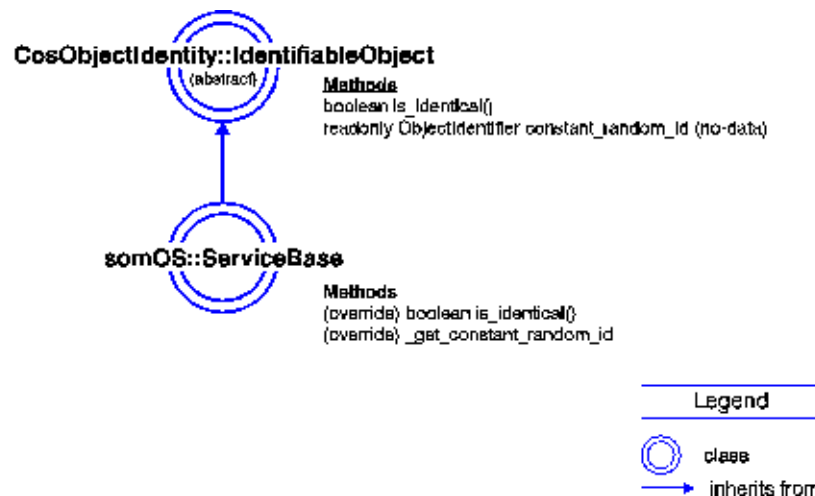 CosObjectIdentity::IdentifiableObject
(abstract)
Methods
boolean is_identical()
readonly ObjectIdentifier constant_random_id (no-data)
somOS::ServiceBase
Methods
(override) boolean is_identical()
(override) _get_constant_random_id
Legend
class
inherits from